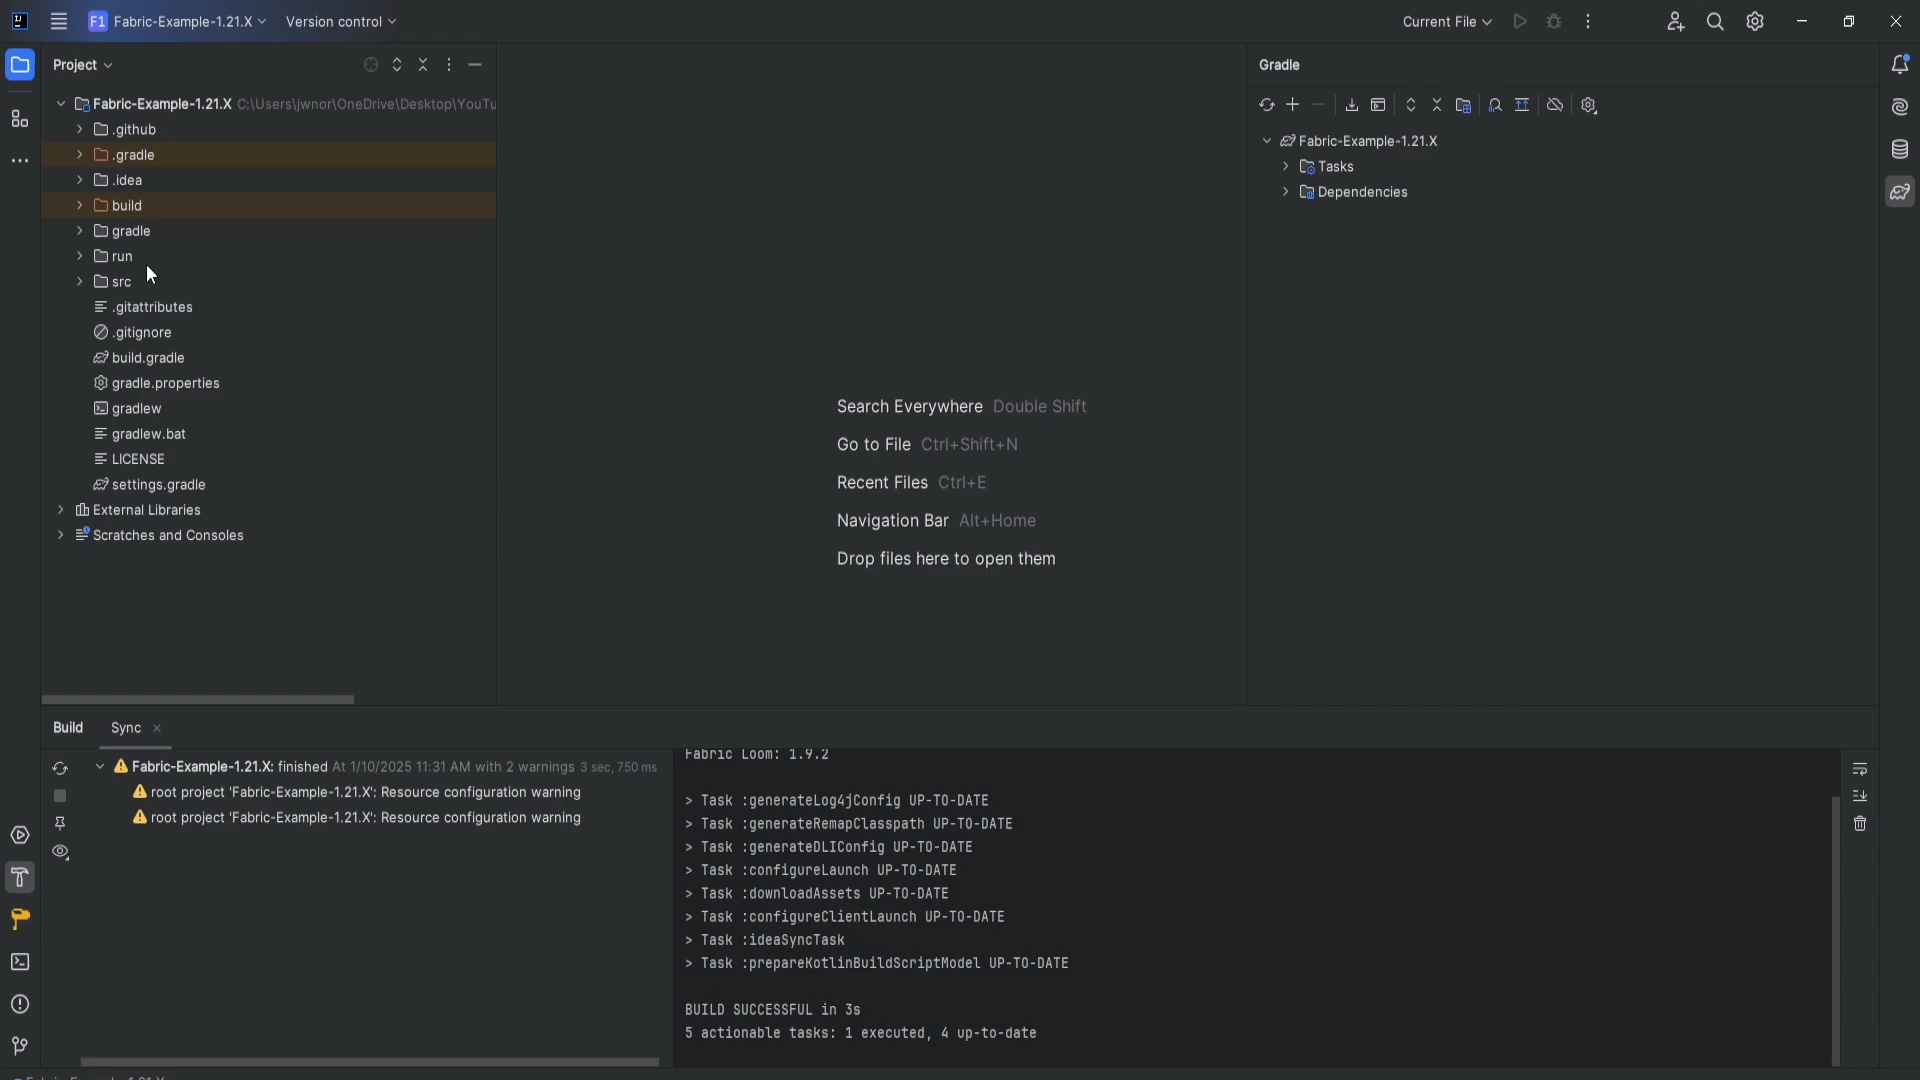 F1 Fabric-Example-1.21.X Version control Current File
Project
Fabric-Example-1.21.X C:\Users\jwnor\OneDrive\Desktop\YouTu
.github
.gradle
.idea
build
gradle
run
src
.gitattributes
.gitignore
build.gradle
gradle.properties
gradlew
gradlew.bat
LICENSE
settings.gradle
External Libraries
Scratches and Consoles
Search Everywhere Double Shift
Go to File Ctrl+Shift+N
Recent Files Ctrl+E
Navigation Bar Alt+Home
Drop files here to open them
Gradle
Fabric-Example-1.21.X
Tasks
Dependencies
Build Sync
Fabric-Example-1.21.X: finished At 1/10/2025 11:31 AM with 2 warnings 3 sec, 750 ms
root project 'Fabric-Example-1.21.X': Resource configuration warning
root project 'Fabric-Example-1.21.X': Resource configuration warning
Fabric Loom: 1.9.2
> Task :generateLog4jConfig UP-TO-DATE
> Task :generateRemapClasspath UP-TO-DATE
> Task :generateDLIConfig UP-TO-DATE
> Task :configureLaunch UP-TO-DATE
> Task :downloadAssets UP-TO-DATE
> Task :configureClientLaunch UP-TO-DATE
> Task :ideaSyncTask
> Task :prepareKotlinBuildScriptModel UP-TO-DATE
BUILD SUCCESSFUL in 3s
5 actionable tasks: 1 executed, 4 up-to-date